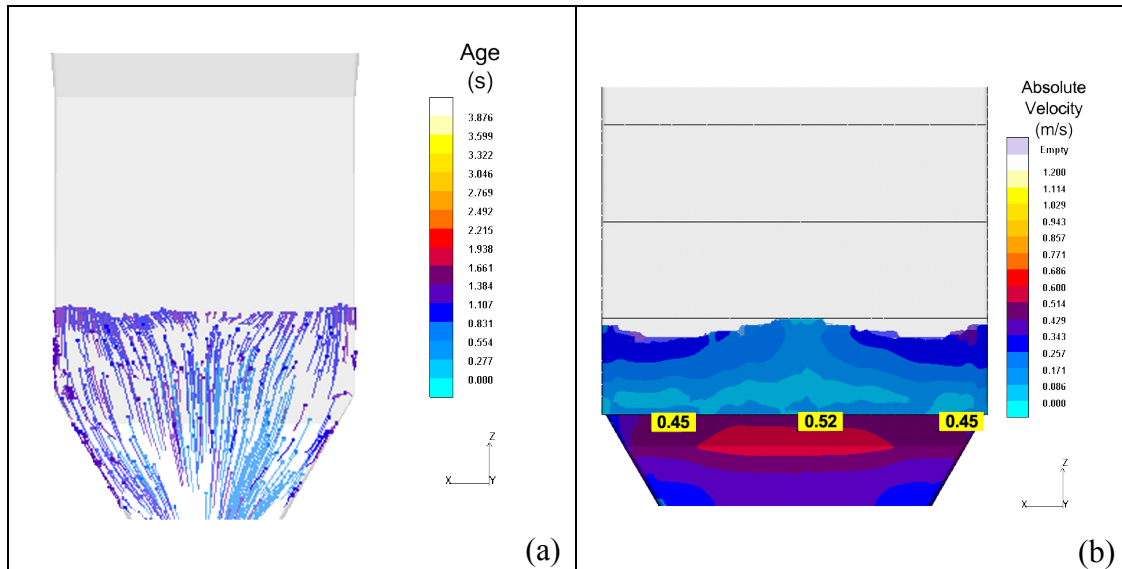 Age
(s)
3.876
3.599
3.322
3.046
2.769
2.492
2.215
1.938
1.661
1.384
1.107
0.831
0.554
0.277
0.000
Z
X
Y
(a)
Absolute
Velocity
(m/s)
Empty
1.200
1.114
1.029
0.943
0.857
0.771
0.686
0.600
0.514
0.429
0.343
0.257
0.171
0.086
0.000
0.45 0.52 0.45
Z
X
Y
(b)